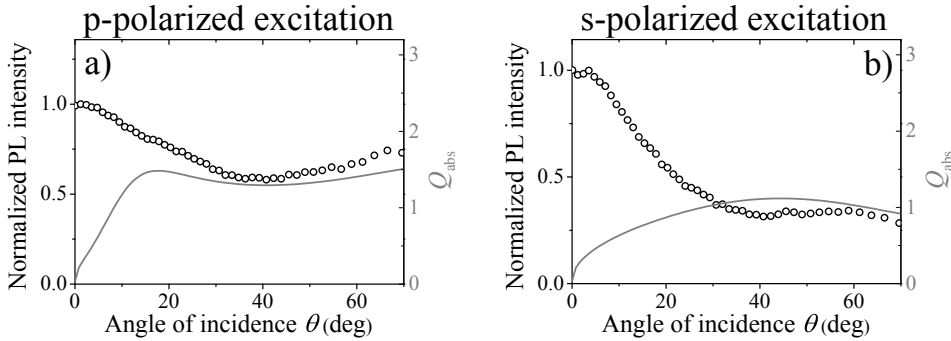 p-polarized excitation
a)
Normalized PL intensity
1.0
0.5
0.0
3
2
1
0
Q_abs
0 20 40 60
Angle of incidence θ (deg)
s-polarized excitation
b)
Normalized PL intensity
1.0
0.5
0.0
3
2
1
0
Q_abs
0 20 40 60
Angle of incidence θ (deg)